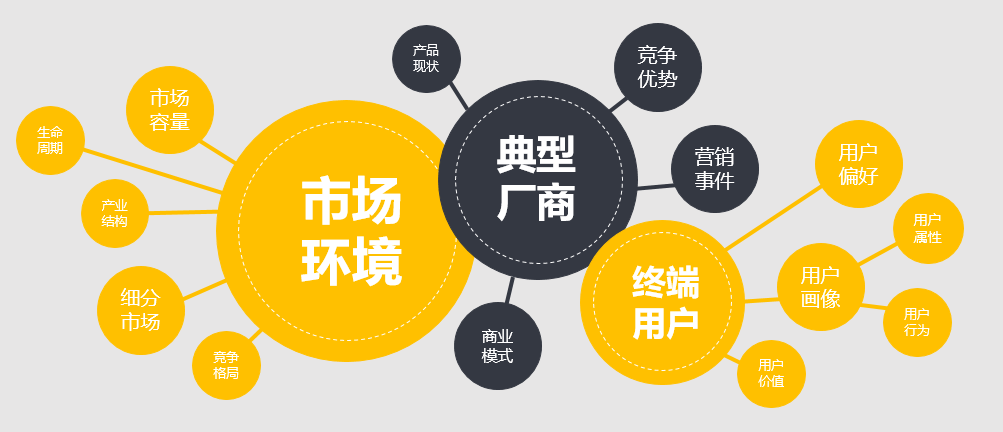 生命
周期
市场
容量
产业
结构
细分
市场
竞争
格局
市场
环境
产品
现状
竞争
优势
典型
厂商
营销
事件
商业
模式
终端
用户
用户
偏好
用户
画像
用户
属性
用户
行为
用户
价值